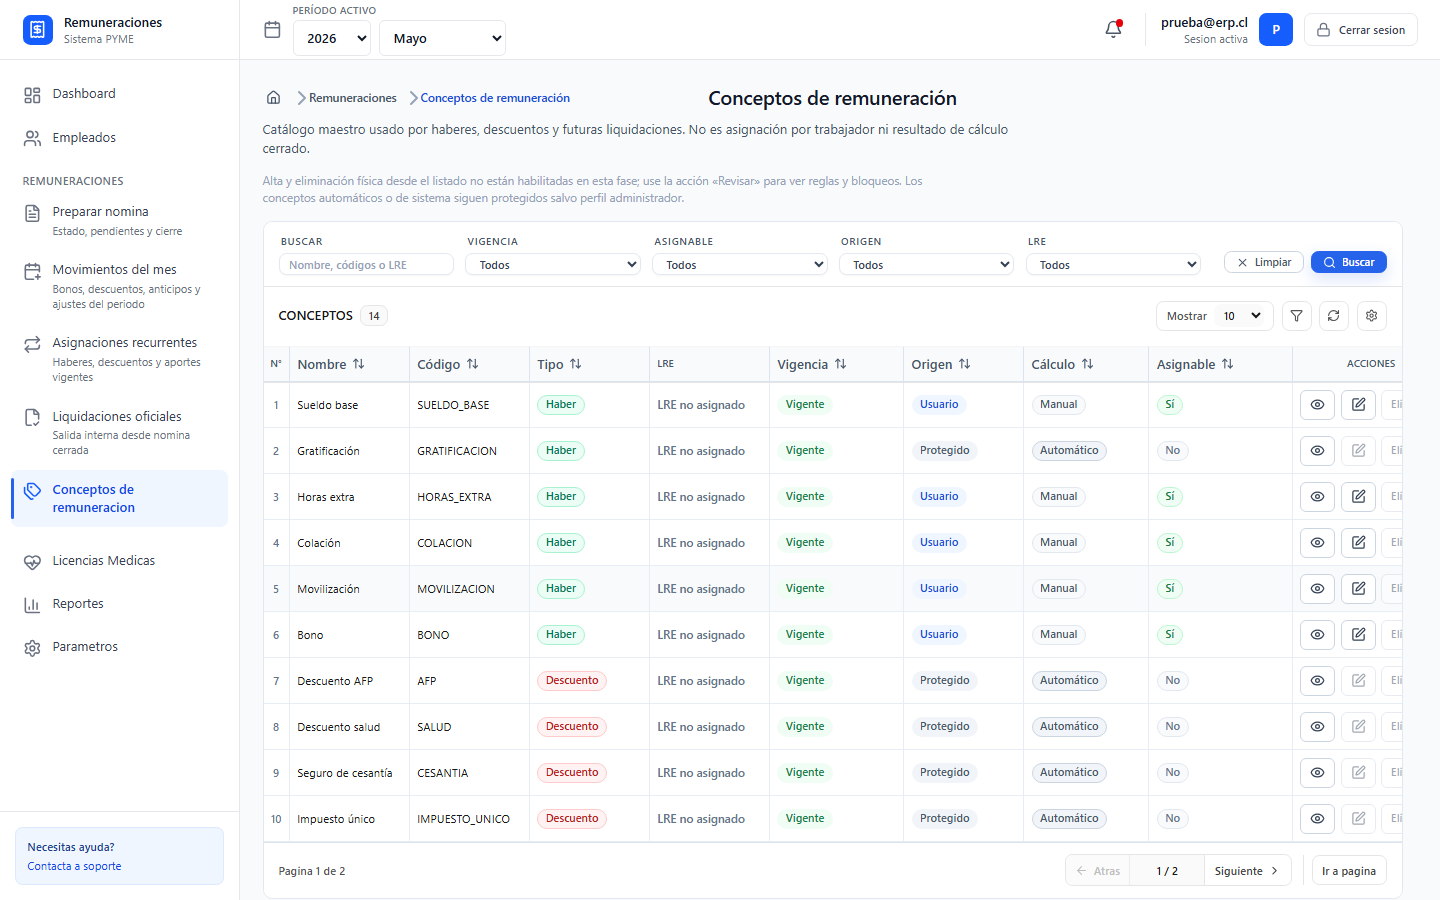 Remuneraciones
Sistema PYME
PERÍODO ACTIVO
2026
Mayo
prueba@erp.cl
Sesion activa
P
Cerrar sesion
Dashboard
Empleados
REMUNERACIONES
Preparar nomina
Estado, pendientes y cierre
Movimientos del mes
Bonos, descuentos, anticipos y
ajustes del periodo
Asignaciones recurrentes
Haberes, descuentos y aportes
vigentes
Liquidaciones oficiales
Salida interna desde nomina
cerrada
Conceptos de
remuneracion
Licencias Medicas
Reportes
Parametros
Necesitas ayuda?
Contacta a soporte
Remuneraciones
Conceptos de remuneración
Conceptos de remuneración
Catálogo maestro usado por haberes, descuentos y futuras liquidaciones. No es asignación por trabajador ni resultado de cálculo
cerrado.
Alta y eliminación física desde el listado no están habilitadas en esta fase; use la acción «Revisar» para ver reglas y bloqueos. Los
conceptos automáticos o de sistema siguen protegidos salvo perfil administrador.
BUSCAR VIGENCIA ASIGNABLE ORIGEN LRE
Nombre, códigos o LRE Todos Todos Todos Todos Limpiar Buscar
CONCEPTOS 14 Mostrar 10
N° Nombre Código Tipo LRE Vigencia Origen Cálculo Asignable ACCIONES
1 Sueldo base SUELDO_BASE Haber LRE no asignado Vigente Usuario Manual Sí Eli
2 Gratificación GRATIFICACION Haber LRE no asignado Vigente Protegido Automático No Eli
3 Horas extra HORAS_EXTRA Haber LRE no asignado Vigente Usuario Manual Sí Eli
4 Colación COLACION Haber LRE no asignado Vigente Usuario Manual Sí Eli
5 Movilización MOVILIZACION Haber LRE no asignado Vigente Usuario Manual Sí Eli
6 Bono BONO Haber LRE no asignado Vigente Usuario Manual Sí Eli
7 Descuento AFP AFP Descuento LRE no asignado Vigente Protegido Automático No Eli
8 Descuento salud SALUD Descuento LRE no asignado Vigente Protegido Automático No Eli
9 Seguro de cesantía CESANTIA Descuento LRE no asignado Vigente Protegido Automático No Eli
10 Impuesto único IMPUESTO_UNICO Descuento LRE no asignado Vigente Protegido Automático No Eli
Pagina 1 de 2 Atras 1 / 2 Siguiente Ir a pagina